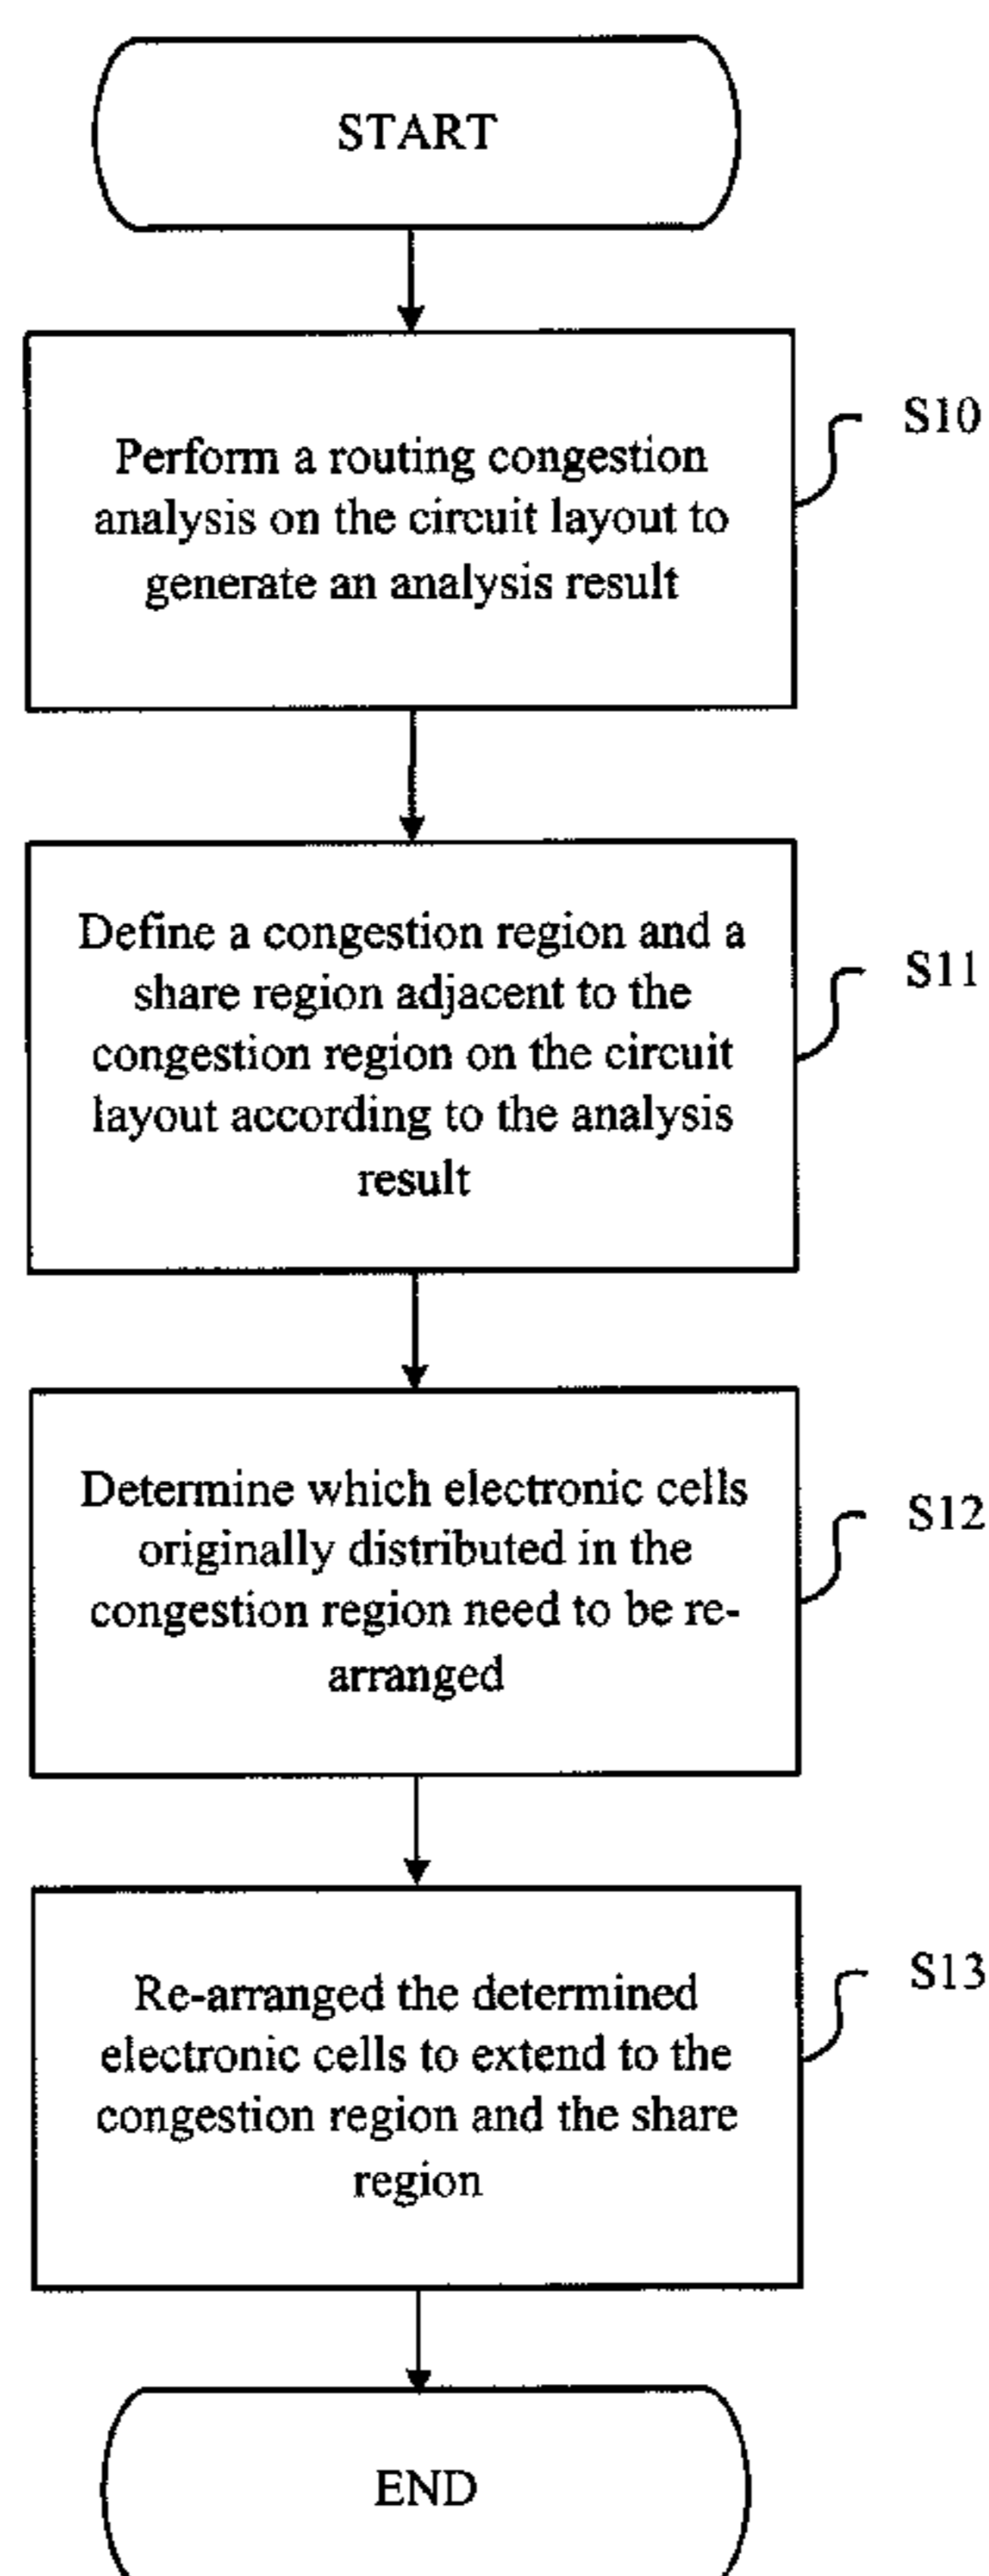 START
Perform a routing congestion
analysis on the circuit layout to
generate an analysis result
S10
Define a congestion region and a
share region adjacent to the
congestion region on the circuit
layout according to the analysis
result
S11
Determine which electronic cells
originally distributed in the
congestion region need to be re-
arranged
S12
Re-arranged the determined
electronic cells to extend to the
congestion region and the share
region
S13
END